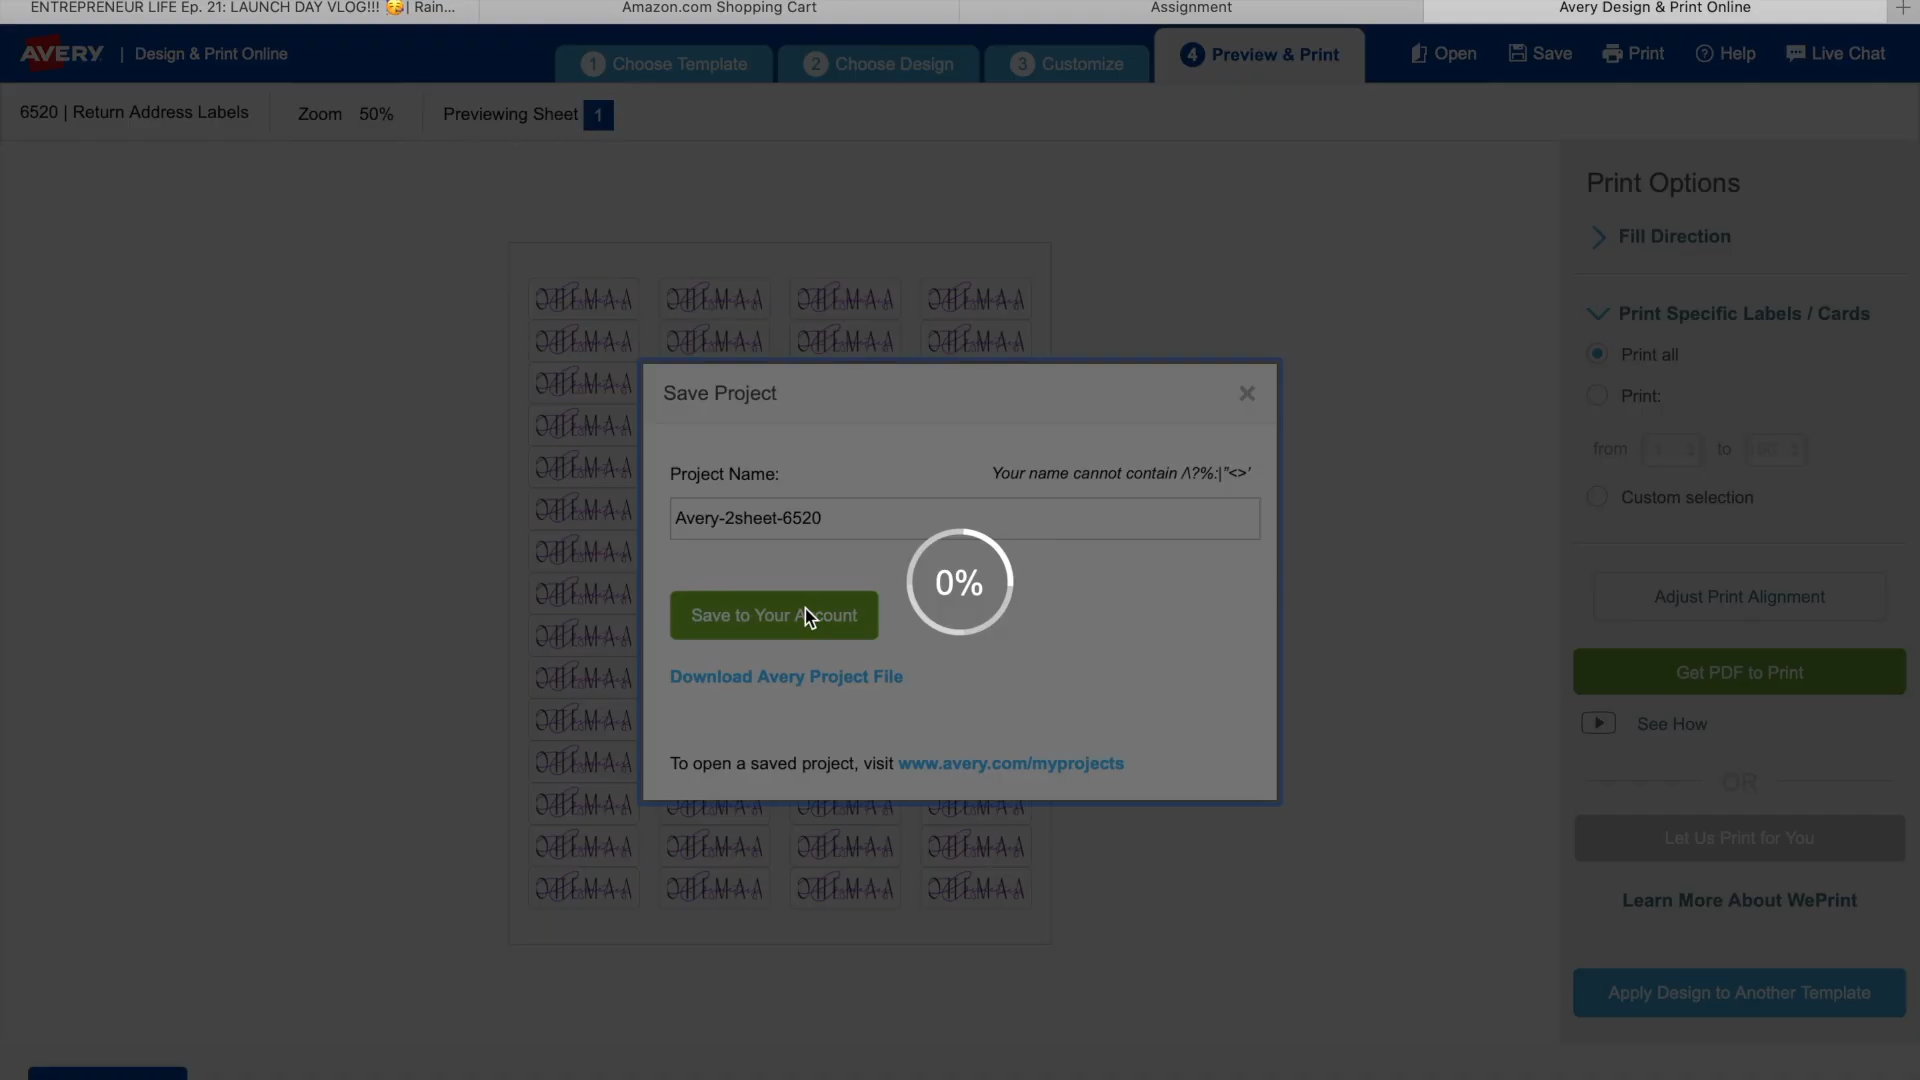 ENTREPRENEUR LIFE Ep. 21: LAUNCH DAY VLOG!!! 🥳| Rain...
Amazon.com Shopping Cart
Assignment
Avery Design & Print Online
AVERY | Design & Print Online
1 Choose Template
2 Choose Design
3 Customize
4 Preview & Print
Open
Save
Print
Help
Live Chat
6520 | Return Address Labels
Zoom 50%
Previewing Sheet 1
Print Options
Fill Direction
Print Specific Labels / Cards
Print all
Print:
from
to
Custom selection
Adjust Print Alignment
Get PDF to Print
See How
OR
Let Us Print for You
Learn More About WePrint
Apply Design to Another Template
Save Project
Project Name:
Your name cannot contain /\?%:|"<>'
Avery-2sheet-6520
0%
Save to Your Account
Download Avery Project File
To open a saved project, visit www.avery.com/myprojects